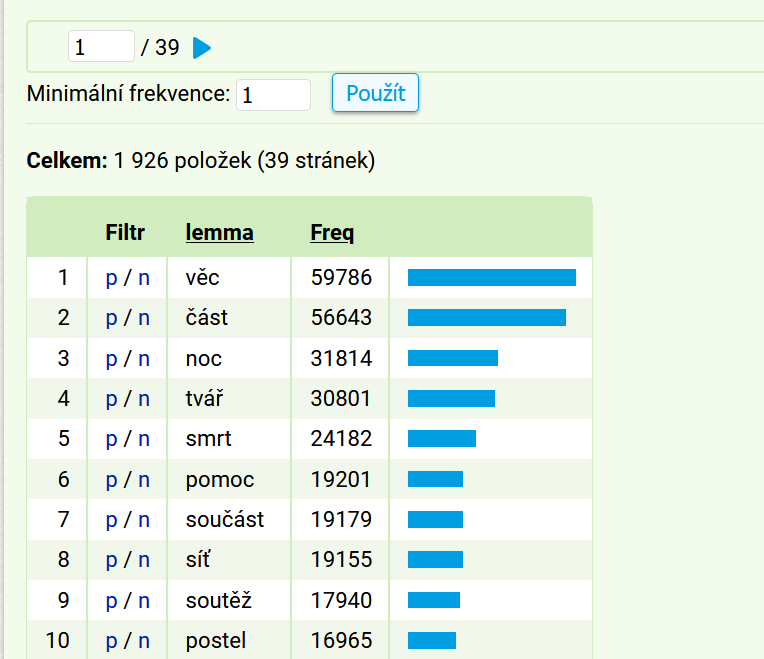 1 / 39
Minimální frekvence: 1 Použít
Celkem: 1 926 položek (39 stránek)
Filtr lemma Freq
1 p / n věc 59786
2 p / n část 56643
3 p / n noc 31814
4 p / n tvář 30801
5 p / n smrt 24182
6 p / n pomoc 19201
7 p / n součást 19179
8 p / n síť 19155
9 p / n soutěž 17940
10 p / n postel 16965